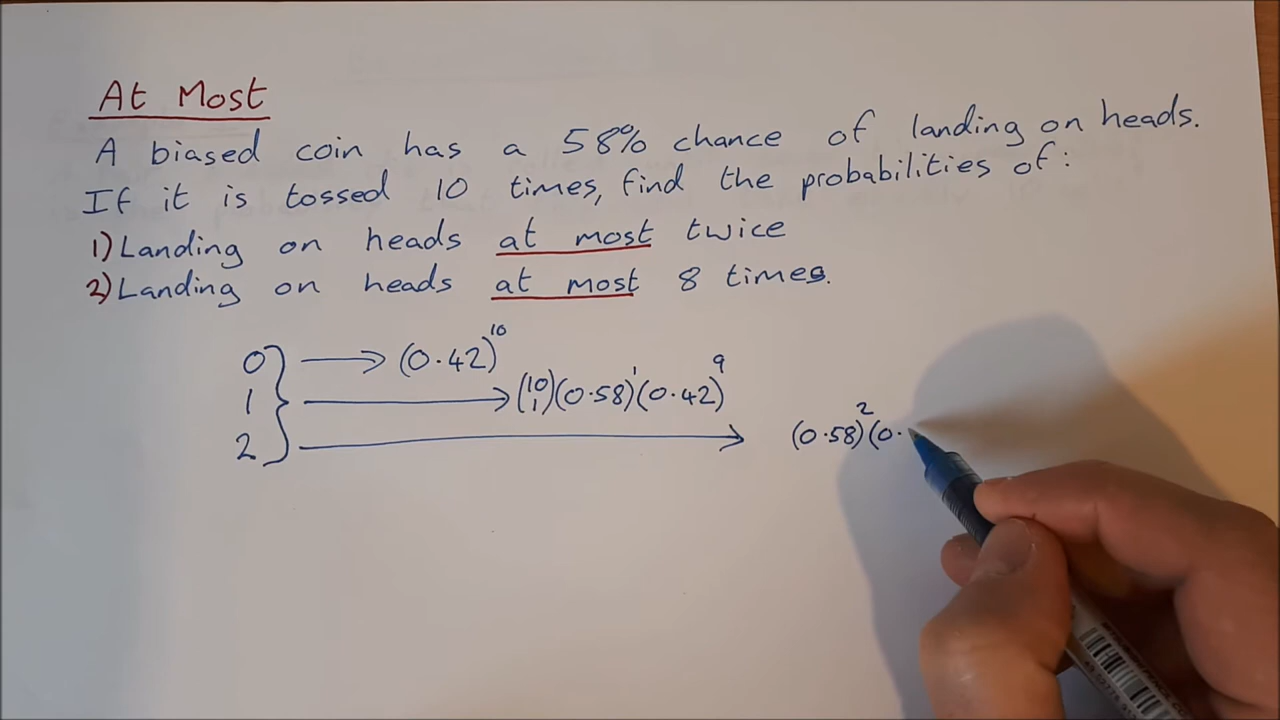 At Most
A biased coin has a 58% chance of landing on heads.
If it is tossed 10 times, find the probabilities of:
1) Landing on heads at most twice
2) Landing on heads at most 8 times.
0 } → (0.42)^10
1 } → (10 1)(0.58)^1(0.42)^9
2 } → (0.58)^2(0.